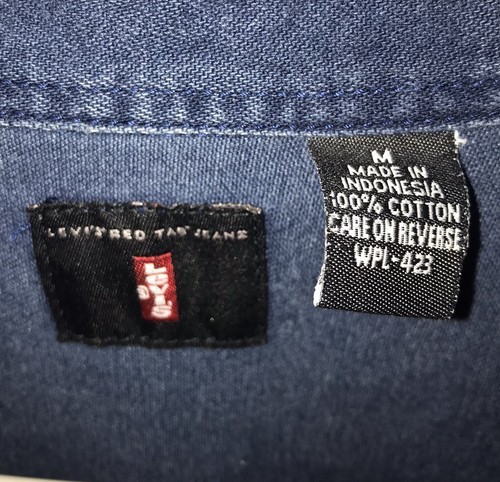 LEVI'S RED TAB JEANS
LEVI'S
M
MADE IN
INDONESIA
100% COTTON
CARE ON REVERSE
WPL-423